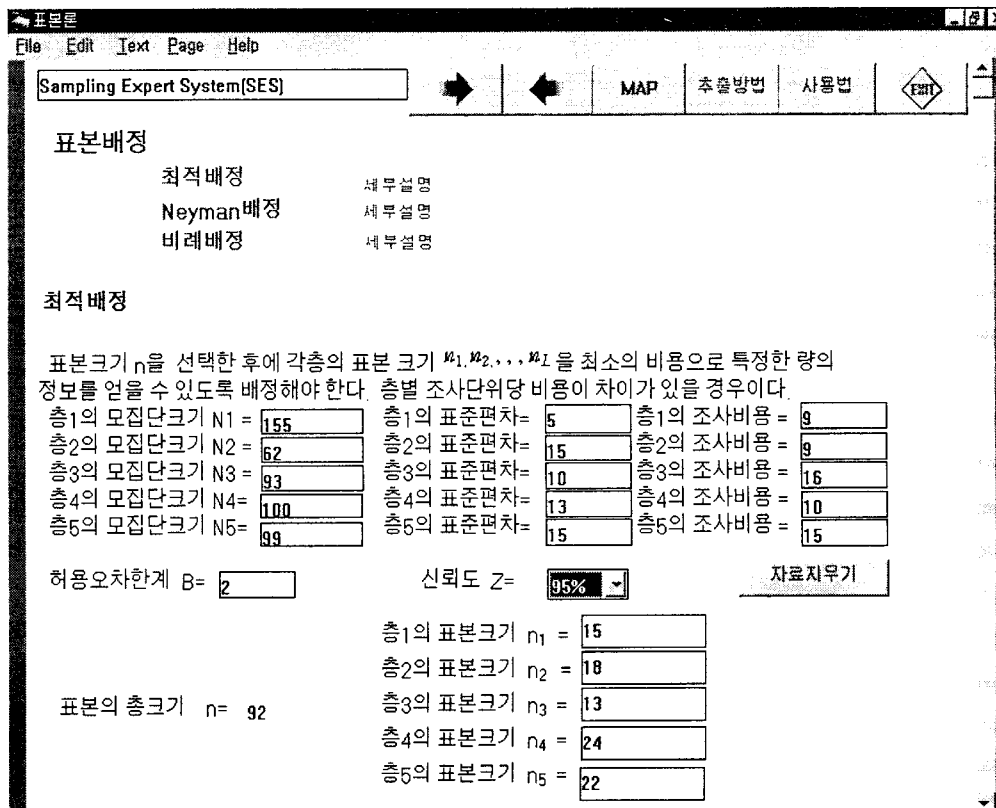 표본론
File Edit Text Page Help
Sampling Expert System(SES) MAP 추출방법 사용법 EXIT
표본배정
최적배정 세부설명
Neyman배정 세부설명
비례배정 세부설명
최적배정
표본크기 n을 선택한 후에 각층의 표본 크기 n1,n2,...,nL 을 최소의 비용으로 특정한 량의
정보를 얻을 수 있도록 배정해야 한다. 층별 조사단위당 비용이 차이가 있을 경우이다.
층1의 모집단크기 N1 = 155 층1의 표준편차= 5 층1의 조사비용 = 9
층2의 모집단크기 N2 = 62 층2의 표준편차= 15 층2의 조사비용 = 9
층3의 모집단크기 N3 = 93 층3의 표준편차= 10 층3의 조사비용 = 16
층4의 모집단크기 N4= 100 층4의 표준편차= 13 층4의 조사비용 = 10
층5의 모집단크기 N5= 99 층5의 표준편차= 15 층5의 조사비용 = 15
허용오차한계 B= 2 신뢰도 Z= 95% 자료지우기
층1의 표본크기 n1 = 15
층2의 표본크기 n2 = 18
표본의 총크기 n= 92 층3의 표본크기 n3 = 13
층4의 표본크기 n4 = 24
층5의 표본크기 n5 = 22